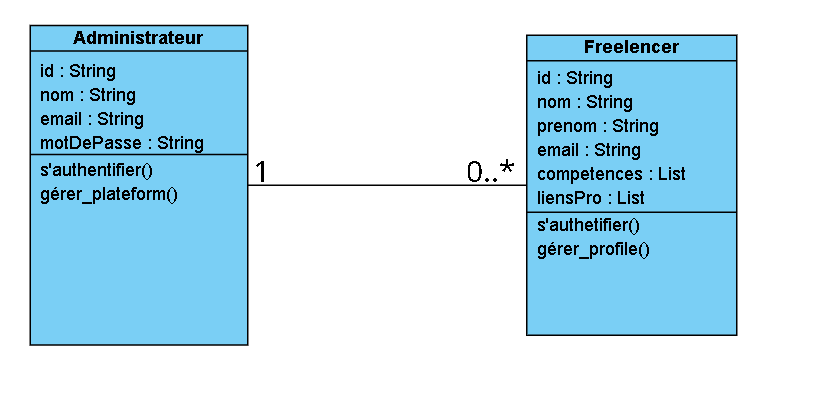 Administrateur
id : String
nom : String
email : String
motDePasse : String
s'authentifier()
gérer_plateform()
1
0..*
Freelencer
id : String
nom : String
prenom : String
email : String
competences : List
liensPro : List
s'authetifier()
gérer_profile()